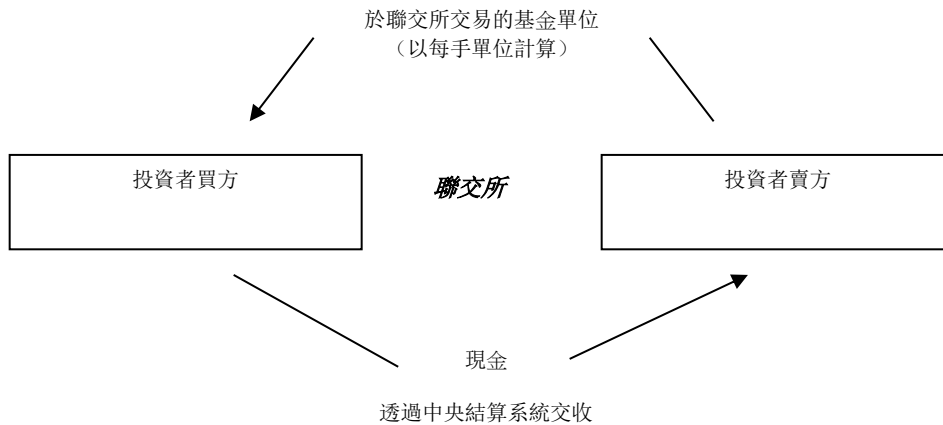 於聯交所交易的基金單位
（以每手單位計算）
投資者買方
聯交所
投資者賣方
現金
透過中央結算系統交收